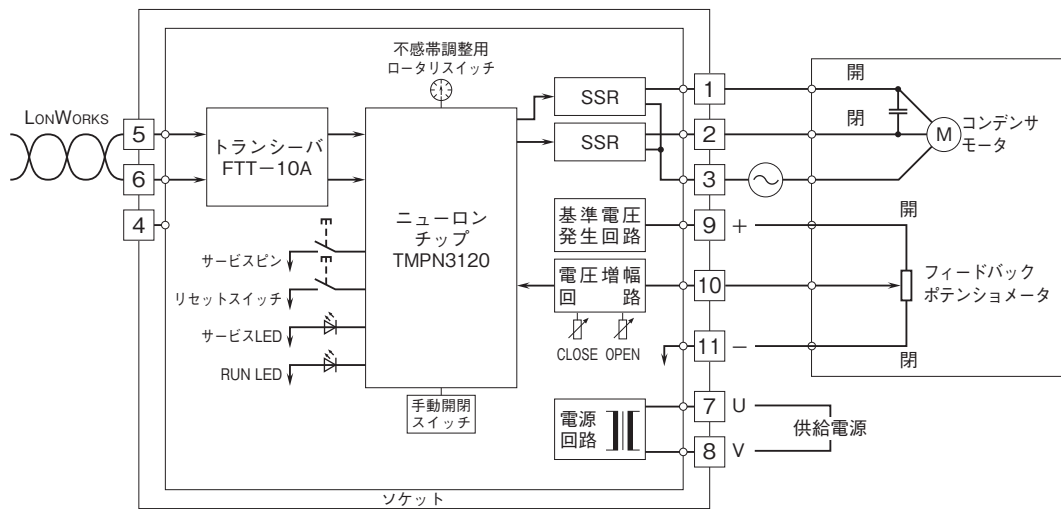 不感帯調整用
ロータリスイッチ
LONWORKS
5
6
4
トランシーバ
FTT－10A
サービスピン
リセットスイッチ
サービスLED
RUN LED
ニューロン
チップ
TMPN3120
手動開閉
スイッチ
SSR
SSR
基準電圧
発生回路
電圧増幅
回路
CLOSE OPEN
電源
回路
1
2
3
9 +
10
11 −
7 U
8 V
供給電源
開
閉
M
コンデンサ
モータ
開
フィードバック
ポテンショメータ
閉
ソケット